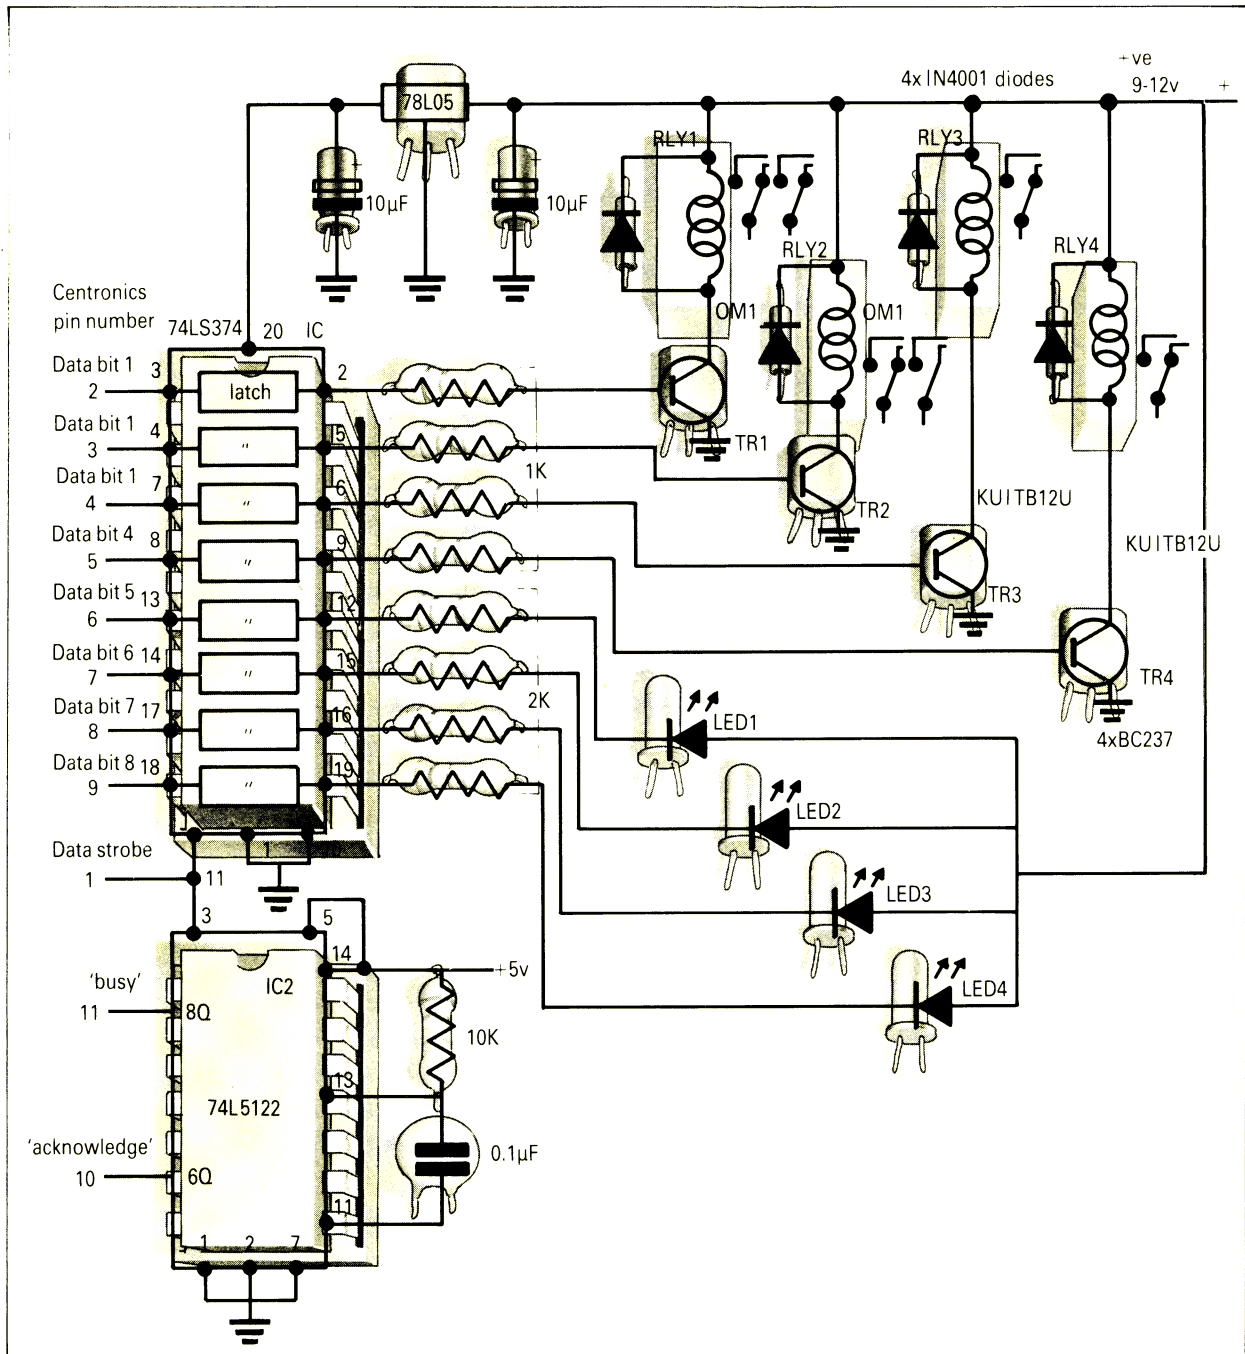 +ve
4x IN4001 diodes
9-12v
+
78L05
RLY1
RLY3
+
10µF
+
10µF
RLY2
RLY4
Centronics
pin number
74LS374
20
IC
OM1
OM1
Data bit 1
3
2
latch
2
Data bit 1
4
3
"
5
1K
TR1
Data bit 1
7
4
"
6
TR2
KUITB12U
Data bit 4
8
5
"
9
KUITB12U
Data bit 5
13
6
"
12
TR3
Data bit 6
14
7
"
15
2K
TR4
Data bit 7
17
8
"
16
LED1
4xBC237
Data bit 8
18
9
"
19
LED2
Data strobe
1
11
1
LED3
3
5
14
+5v
'busy'
11
8Q
IC2
LED4
10K
13
74L5122
'acknowledge'
10
6Q
0.1µF
11
1
2
7